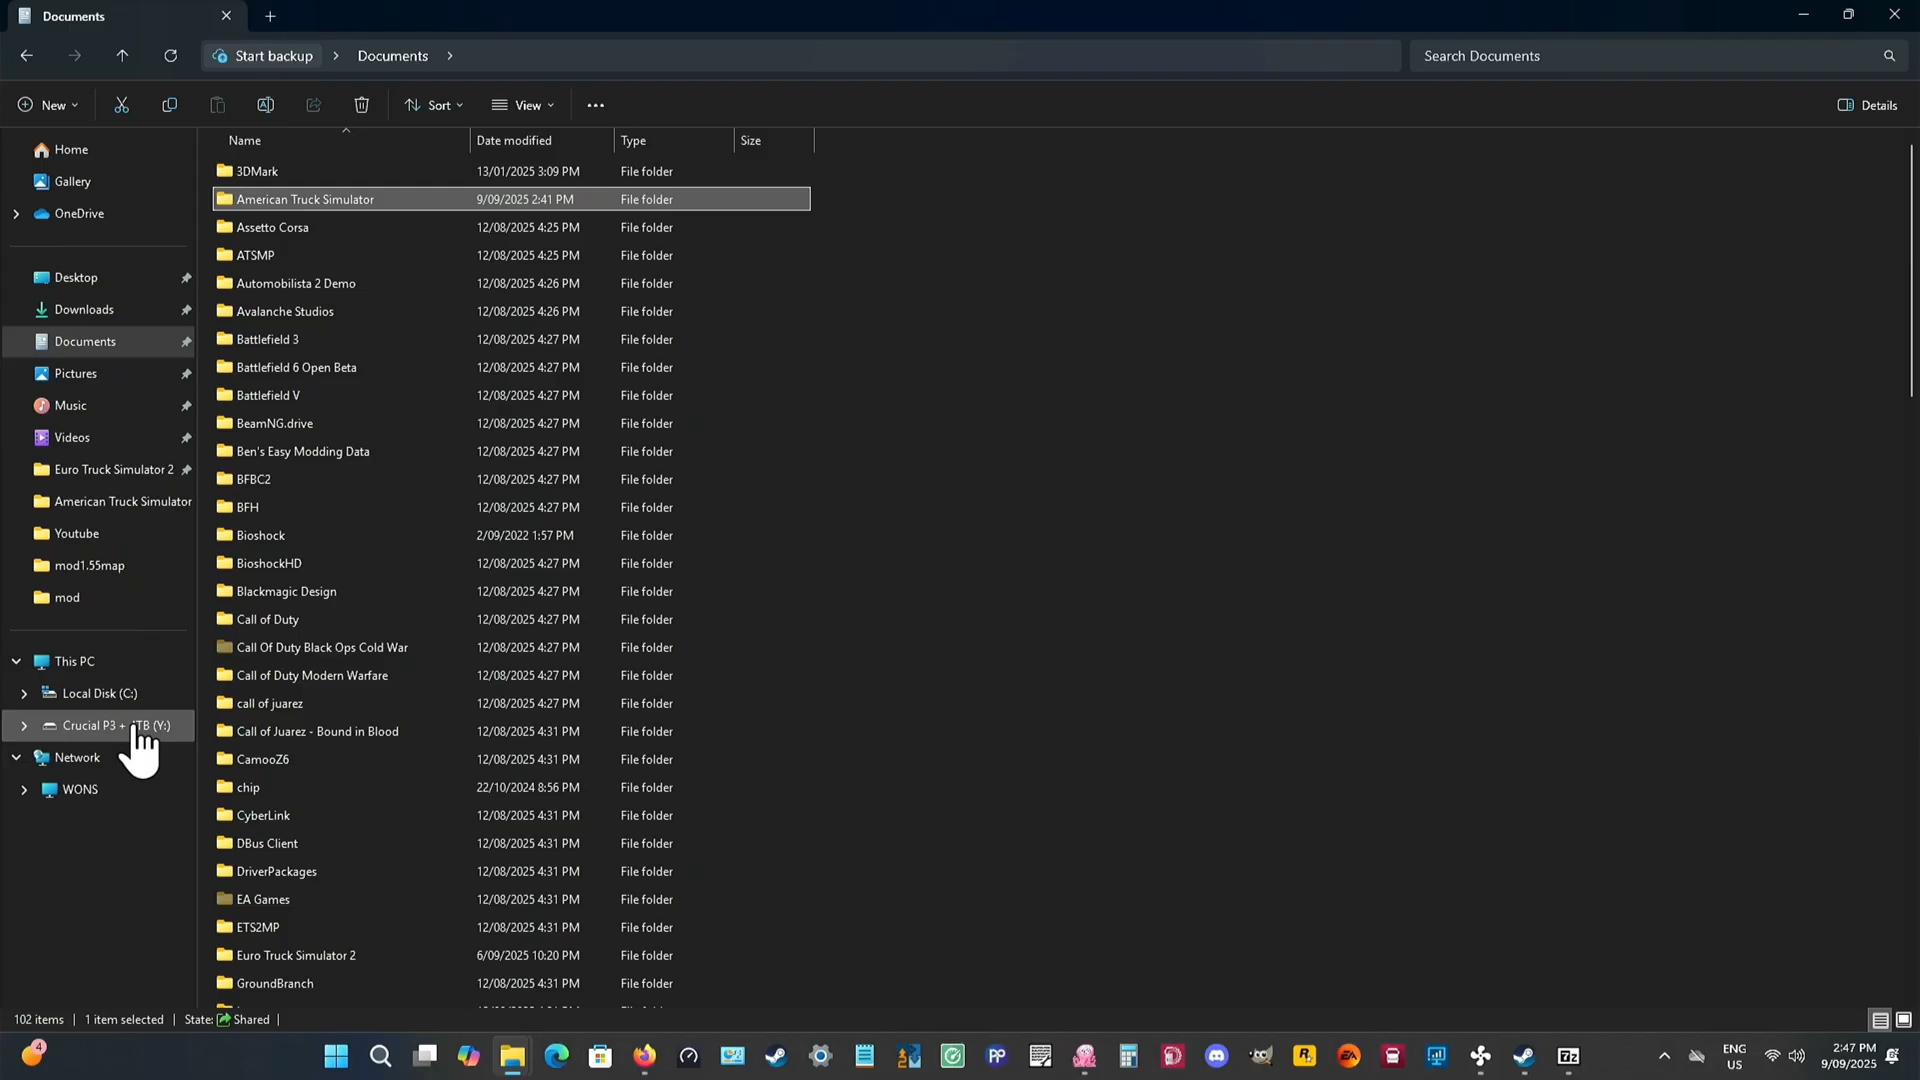 Documents
Start backup
Documents
Search Documents
New
Sort
View
Details
Name
Date modified
Type
Size
Home
Gallery
OneDrive
Desktop
Downloads
Documents
Pictures
Music
Videos
Euro Truck Simulator 2
American Truck Simulator
Youtube
mod1.55map
mod
This PC
Local Disk (C:)
Crucial P3 + (Y:)
Network
WONS
3DMark 13/01/2025 3:09 PM File folder
American Truck Simulator 9/09/2025 2:41 PM File folder
Assetto Corsa 12/08/2025 4:25 PM File folder
ATSMP 12/08/2025 4:25 PM File folder
Automobilista 2 Demo 12/08/2025 4:26 PM File folder
Avalanche Studios 12/08/2025 4:26 PM File folder
Battlefield 3 12/08/2025 4:27 PM File folder
Battlefield 6 Open Beta 12/08/2025 4:27 PM File folder
Battlefield V 12/08/2025 4:27 PM File folder
BeamNG.drive 12/08/2025 4:27 PM File folder
Ben's Easy Modding Data 12/08/2025 4:27 PM File folder
BFBC2 12/08/2025 4:27 PM File folder
BFH 12/08/2025 4:27 PM File folder
Bioshock 2/09/2022 1:57 PM File folder
BioshockHD 12/08/2025 4:27 PM File folder
Blackmagic Design 12/08/2025 4:27 PM File folder
Call of Duty 12/08/2025 4:27 PM File folder
Call Of Duty Black Ops Cold War 12/08/2025 4:27 PM File folder
Call of Duty Modern Warfare 12/08/2025 4:27 PM File folder
call of juarez 12/08/2025 4:27 PM File folder
Call of Juarez - Bound in Blood 12/08/2025 4:31 PM File folder
CamooZ6 12/08/2025 4:31 PM File folder
chip 22/10/2024 8:56 PM File folder
CyberLink 12/08/2025 4:31 PM File folder
DBus Client 12/08/2025 4:31 PM File folder
DriverPackages 12/08/2025 4:31 PM File folder
EA Games 12/08/2025 4:31 PM File folder
ETS2MP 12/08/2025 4:31 PM File folder
Euro Truck Simulator 2 6/09/2025 10:20 PM File folder
GroundBranch 12/08/2025 4:31 PM File folder
102 items
1 item selected
State: Shared
4
PP
R
EA
7z
ENG
US
2:47 PM
9/09/2025